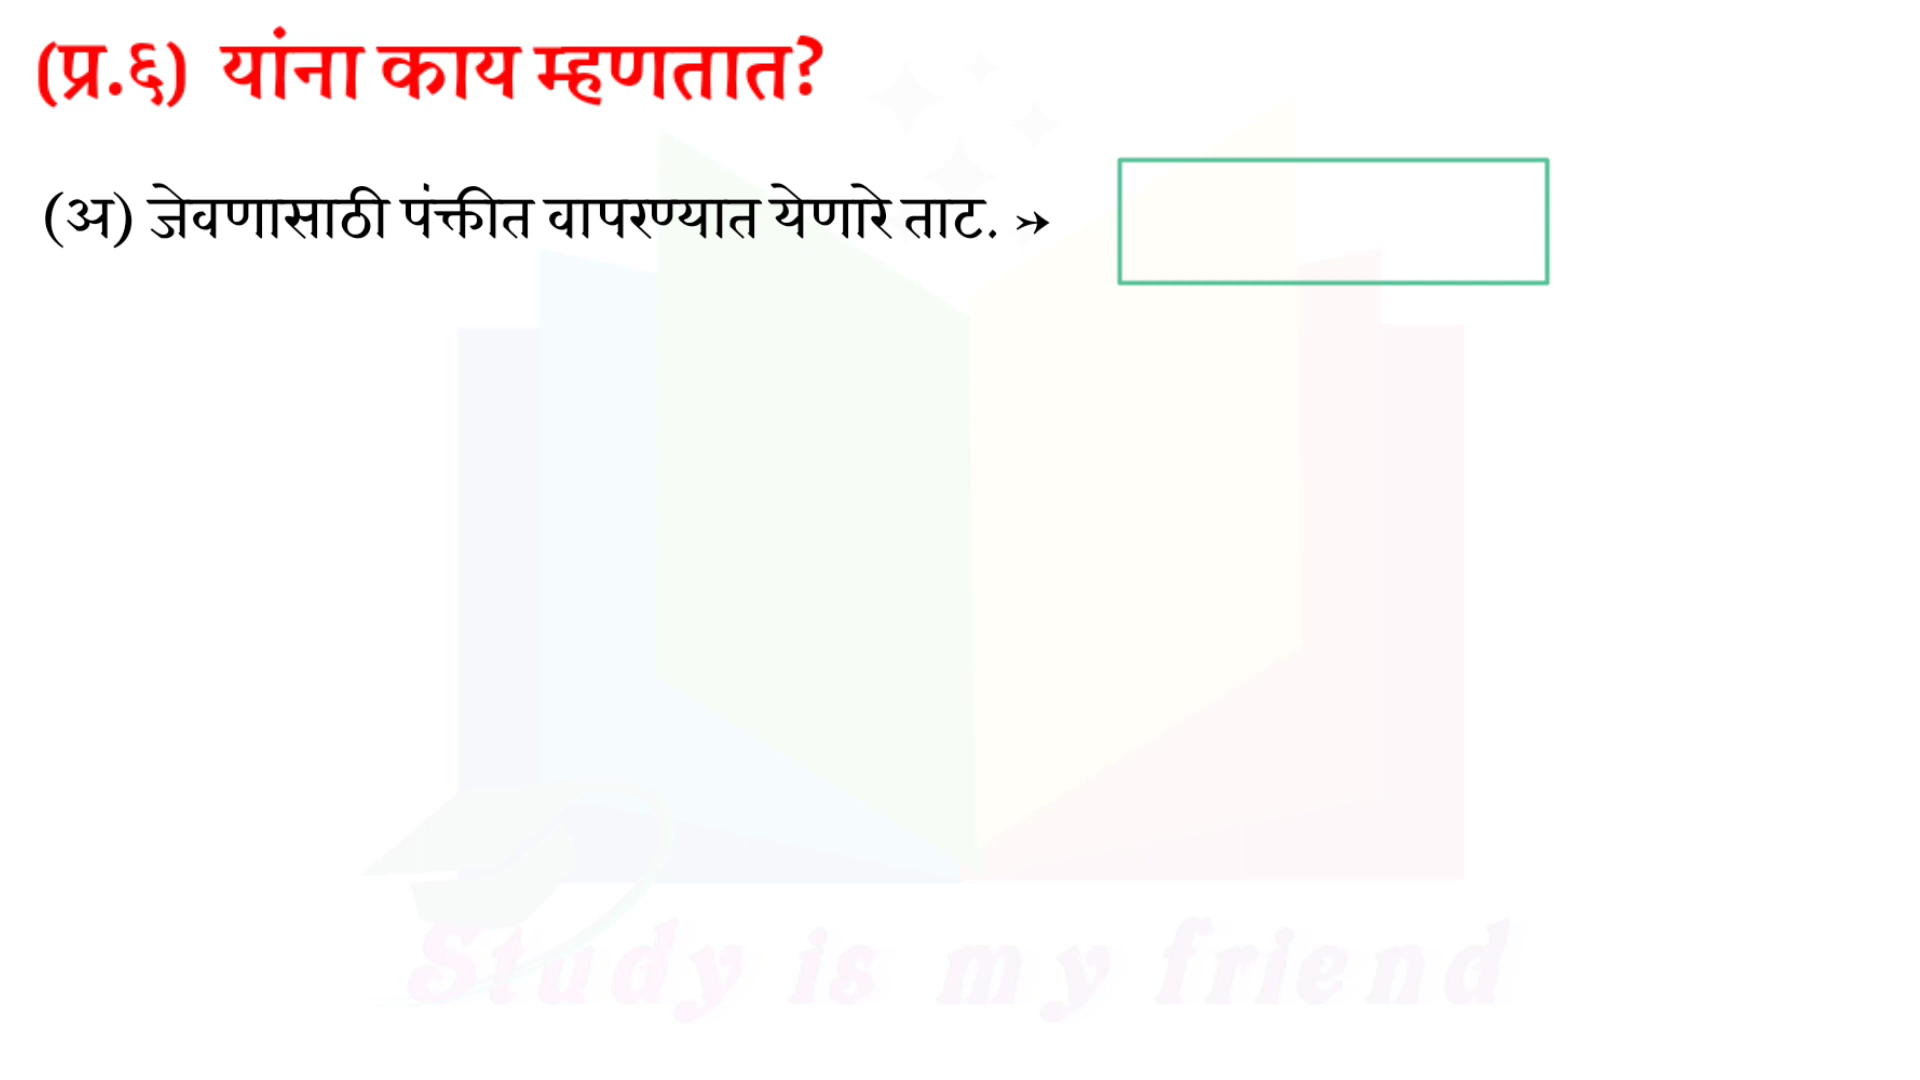 (प्र.६) यांना काय म्हणतात?
(अ) जेवणासाठी पंक्तीत वापरण्यात येणारे ताट. ↣
Study is my friend